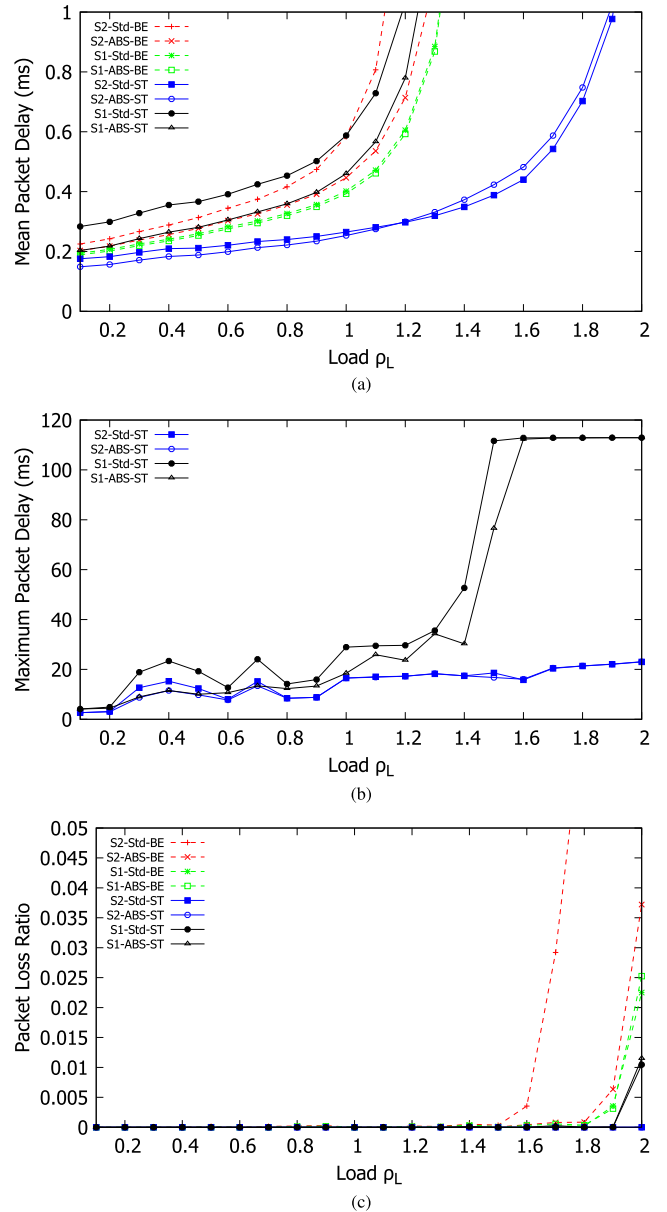 1
0.8
0.6
0.4
0.2
0
Mean Packet Delay (ms)
S2-Std-BE
S2-ABS-BE
S1-Std-BE
S1-ABS-BE
S2-Std-ST
S2-ABS-ST
S1-Std-ST
S1-ABS-ST
0.2 0.4 0.6 0.8 1 1.2 1.4 1.6 1.8 2
Load ρL
(a)
120
100
80
60
40
20
0
Maximum Packet Delay (ms)
S2-Std-ST
S2-ABS-ST
S1-Std-ST
S1-ABS-ST
0.2 0.4 0.6 0.8 1 1.2 1.4 1.6 1.8 2
Load ρL
(b)
0.05
0.045
0.04
0.035
0.03
0.025
0.02
0.015
0.01
0.005
0
Packet Loss Ratio
S2-Std-BE
S2-ABS-BE
S1-Std-BE
S1-ABS-BE
S2-Std-ST
S2-ABS-ST
S1-Std-ST
S1-ABS-ST
0.2 0.4 0.6 0.8 1 1.2 1.4 1.6 1.8 2
Load ρL
(c)